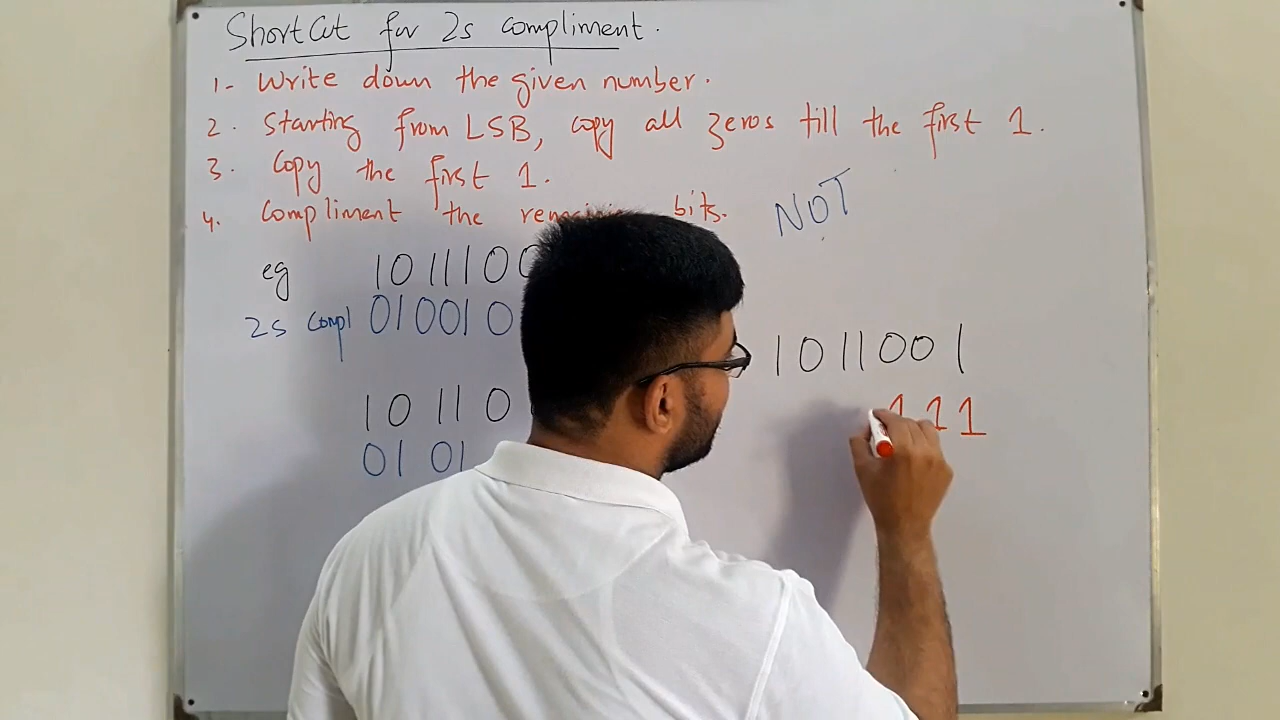 Shortcut for 2s compliment.
1- Write down the given number.
2. Starting from LSB, copy all zeros till the first 1.
3. Copy the first 1.
4. Compliment the bits.
NOT
eg 1011100
2s compl 010010
10110
0101
1011001
111